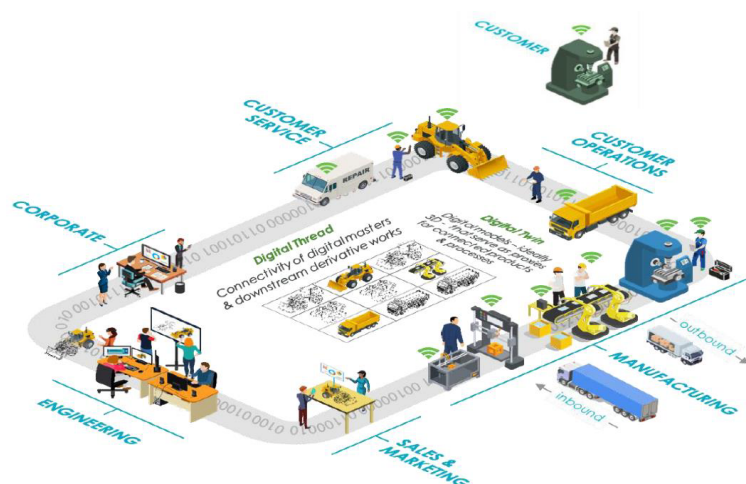 CUSTOMER
CUSTOMER
SERVICE
CUSTOMER
OPERATIONS
REPAIR
CORPORATE
Digital Thread
Connectivity of digital masters
& downstream derivative works
Digital Twin
Digital models - ideally
3D - that serve as proxies
for connected products
& processes
outbound
MANUFACTURING
inbound
ENGINEERING
SALES &
MARKETING